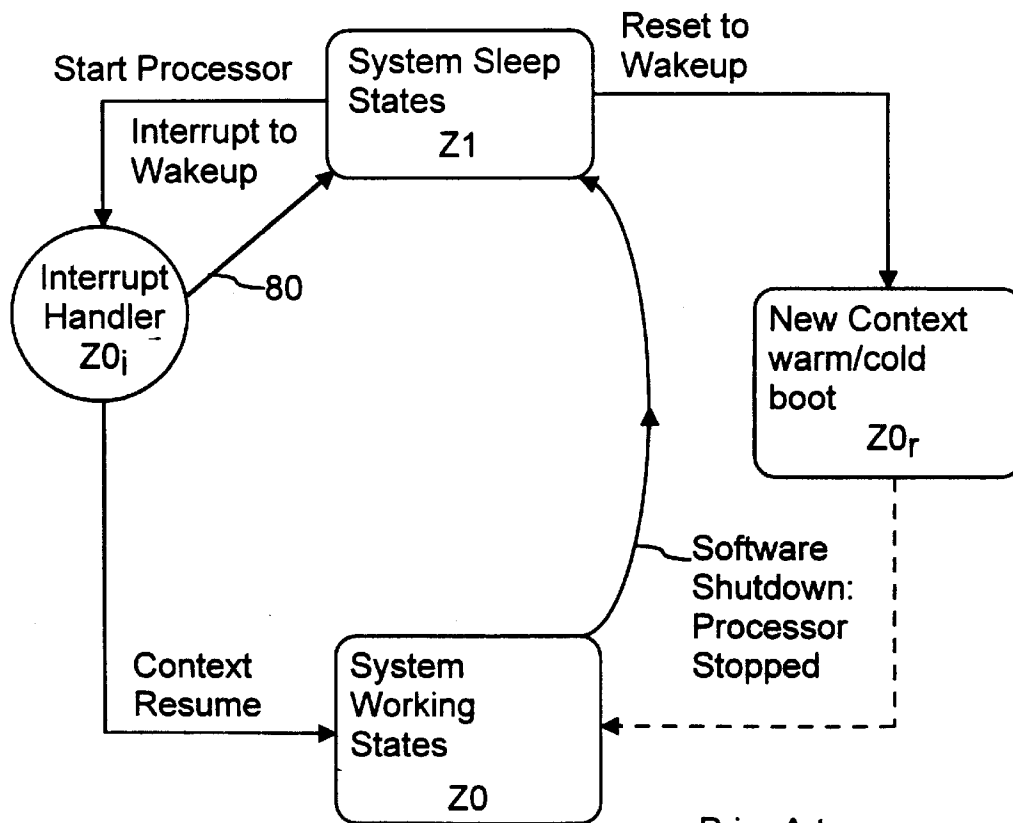 Reset to
Wakeup
Start Processor
System Sleep
States
Z1
Interrupt to
Wakeup
80
Interrupt
Handler
Z0i
New Context
warm/cold
boot
Z0r
Software
Shutdown:
Processor
Stopped
Context
Resume
System
Working
States
Z0